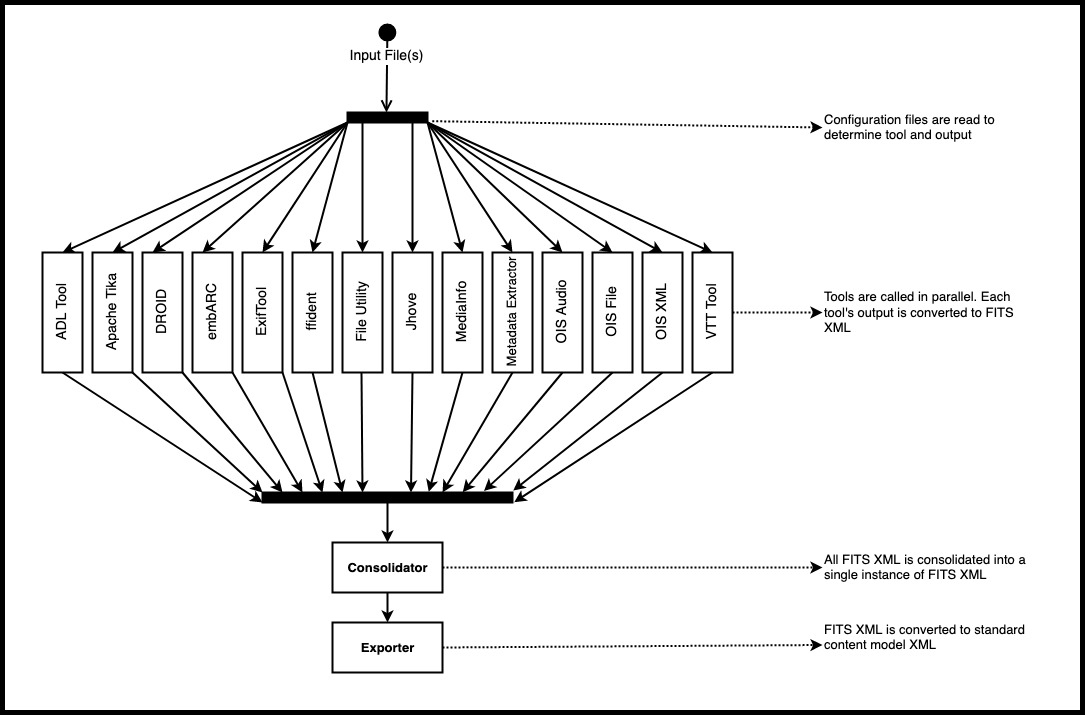 Input File(s)
Configuration files are read to
determine tool and output
ADL Tool
Apache Tika
DROID
embARC
ExifTool
ffident
File Utility
Jhove
MediaInfo
Metadata Extractor
OIS Audio
OIS File
OIS XML
VTT Tool
Tools are called in parallel. Each
tool's output is converted to FITS
XML
Consolidator
All FITS XML is consolidated into a
single instance of FITS XML
Exporter
FITS XML is converted to standard
content model XML